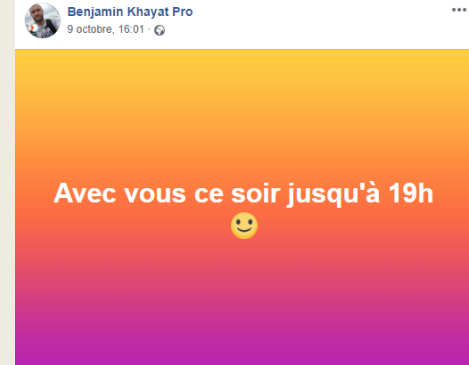 Benjamin Khayat Pro
9 octobre, 16:01 ·
Avec vous ce soir jusqu'à 19h